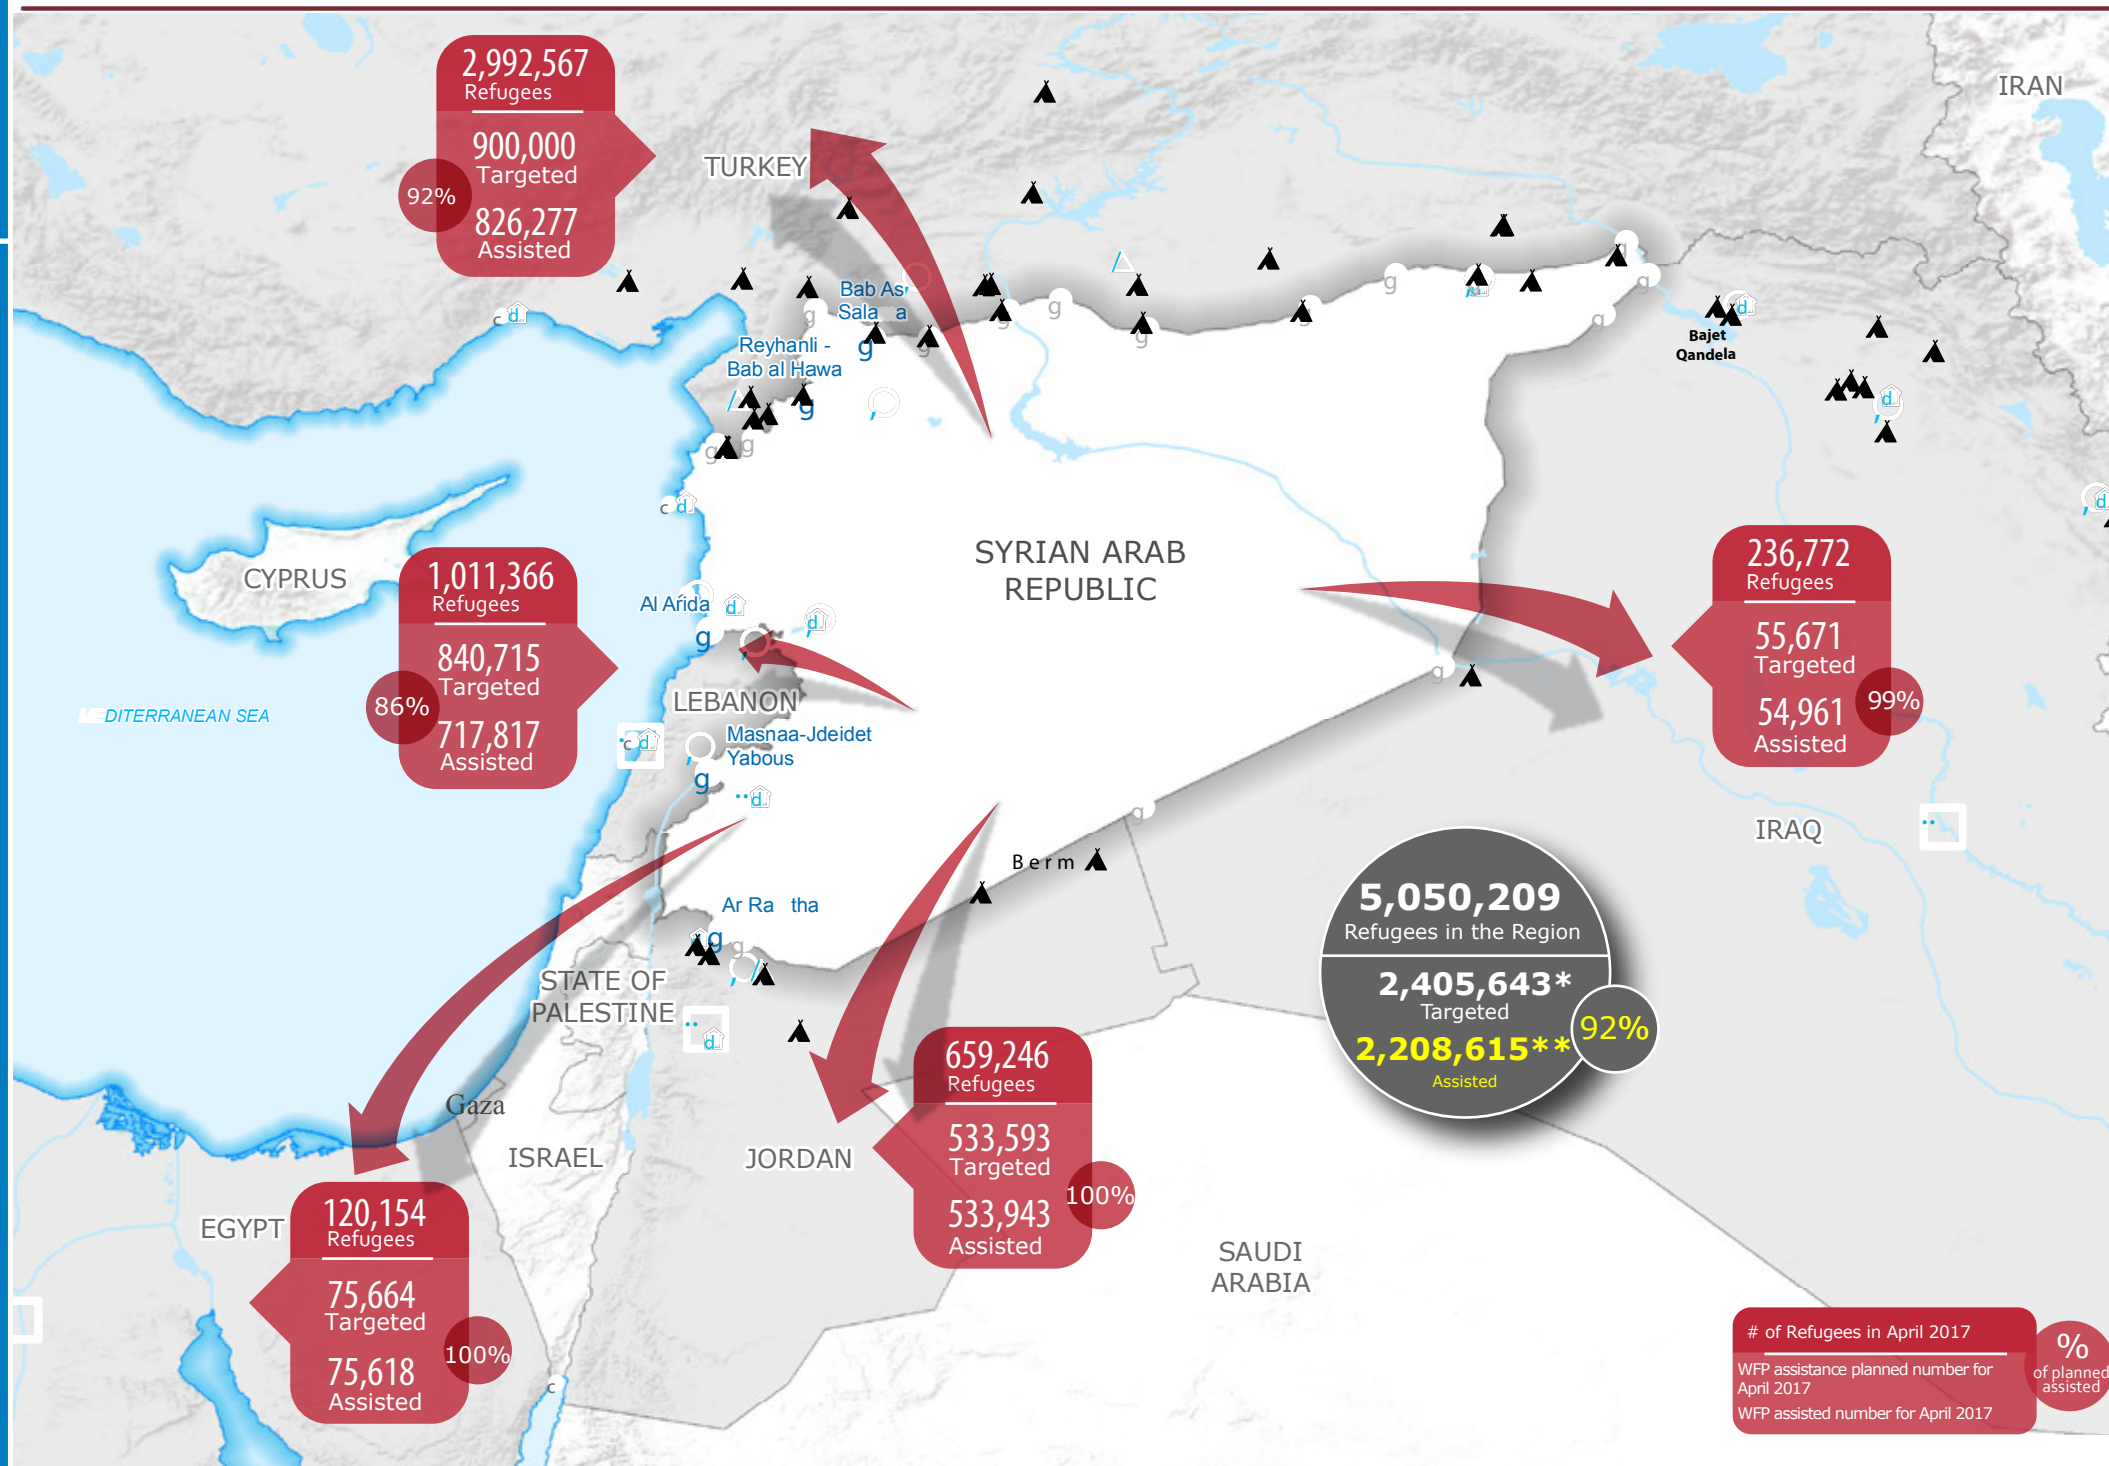 2,992,567
Refugees
900,000
Targeted
92%
826,277
Assisted
TURKEY
IRAN
Bab As
Sala a
Reyhanli -
Bab al Hawa
Bajet
Qandela
SYRIAN ARAB
REPUBLIC
CYPRUS
1,011,366
Refugees
840,715
Targeted
86%
717,817
Assisted
Al Arida
LEBANON
MEDITERRANEAN SEA
Masnaa-Jdeidet
Yabous
236,772
Refugees
55,671
Targeted
54,961
99%
Assisted
IRAQ
Berm
Ar Ra tha
STATE OF
PALESTINE
5,050,209
Refugees in the Region
2,405,643*
Targeted
92%
2,208,615**
Assisted
659,246
Refugees
533,593
Targeted
100%
533,943
Assisted
Gaza
ISRAEL
JORDAN
EGYPT
120,154
Refugees
75,664
Targeted
100%
75,618
Assisted
SAUDI
ARABIA
# of Refugees in April 2017
WFP assistance planned number for
April 2017
WFP assisted number for April 2017
%
of planned
assisted